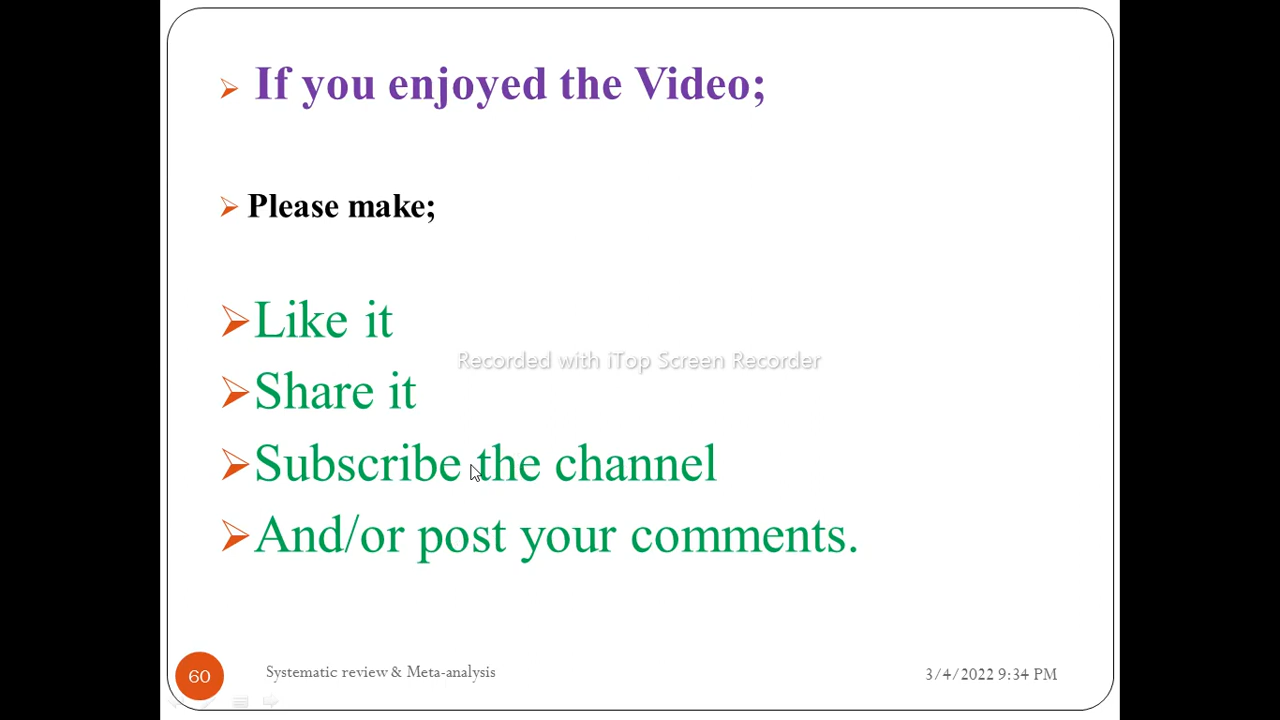 If you enjoyed the Video;
Please make;
Like it
Recorded with iTop Screen Recorder
Share it
Subscribe the channel
And/or post your comments.
60
Systematic review & Meta-analysis
3/4/2022 9:34 PM